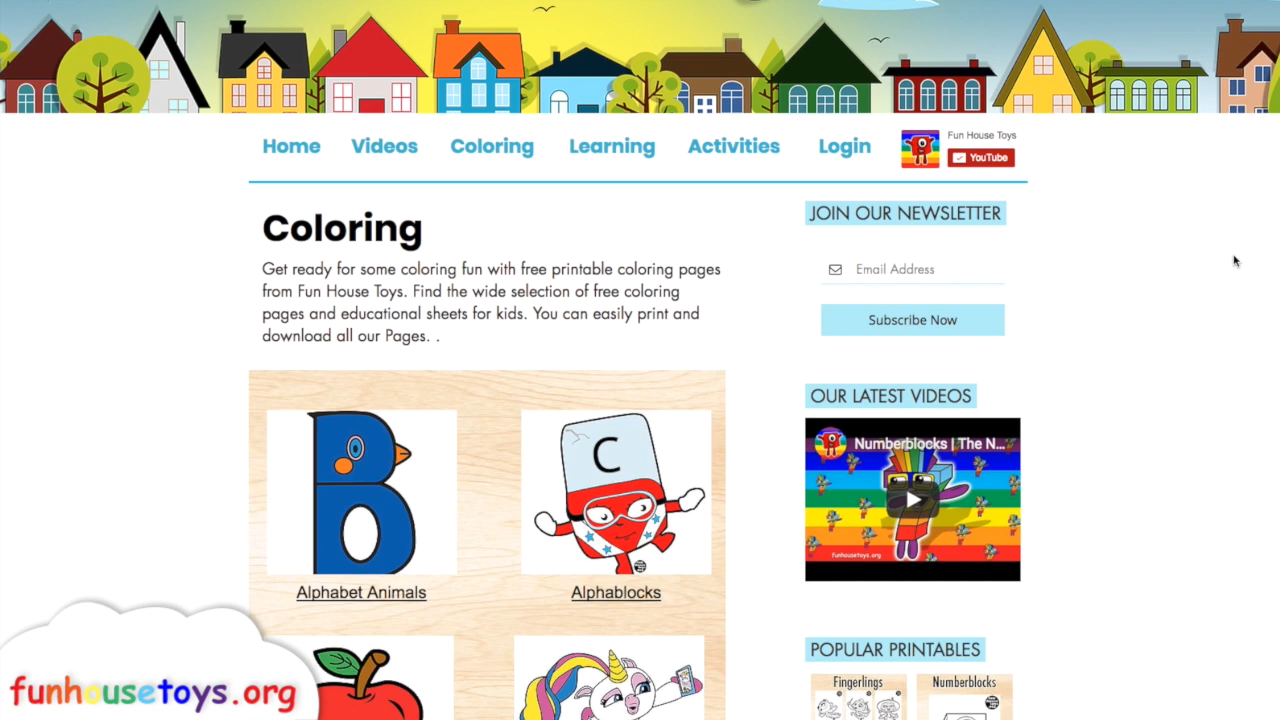 Home Videos Coloring Learning Activities Login
Fun House Toys
YouTube
Coloring
Get ready for some coloring fun with free printable coloring pages
from Fun House Toys. Find the wide selection of free coloring
pages and educational sheets for kids. You can easily print and
download all our Pages. .
C
Alphabet Animals
Alphablocks
JOIN OUR NEWSLETTER
Email Address
Subscribe Now
OUR LATEST VIDEOS
Numberblocks | The N...
funhousetoys.org
POPULAR PRINTABLES
Fingerlings
Numberblocks
funhousetoys.org